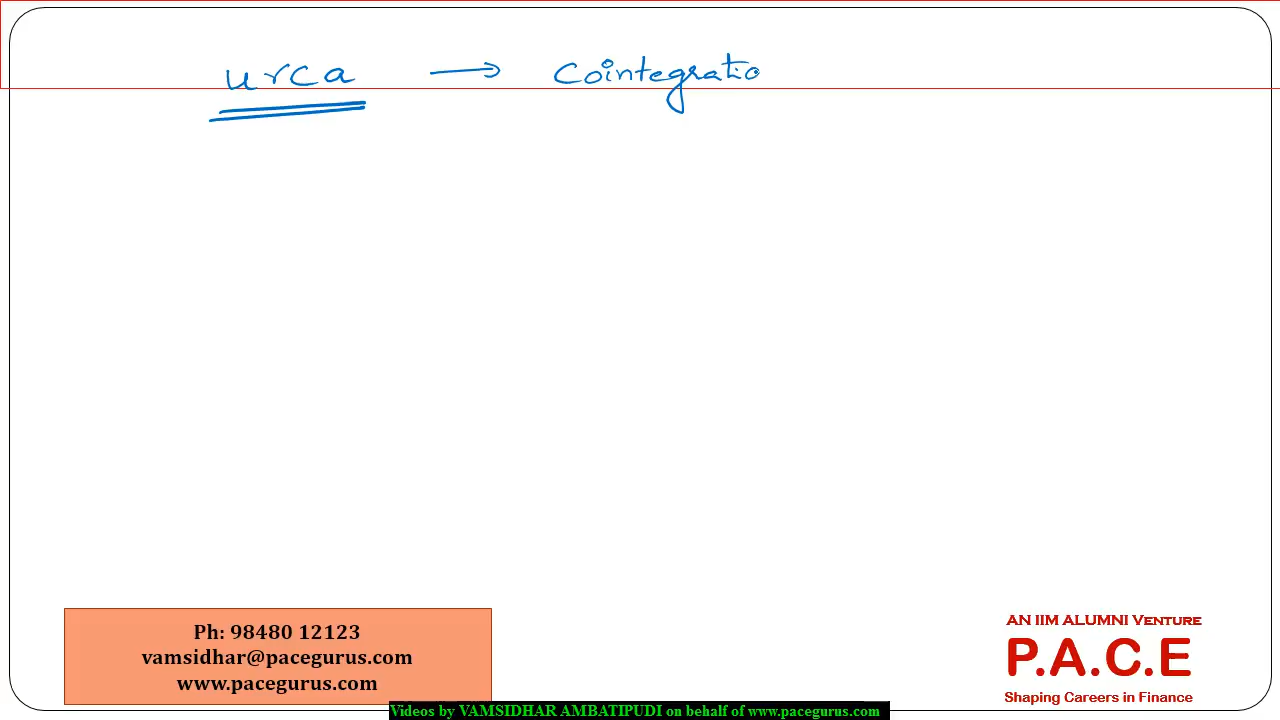 urca → Cointegratio
Ph: 98480 12123
vamsidhar@pacegurus.com
www.pacegurus.com
AN IIM ALUMNI VENTURE
P.A.C.E
Shaping Careers in Finance
Videos by VAMSIDHAR AMBATIPUDI on behalf of www.pacegurus.com